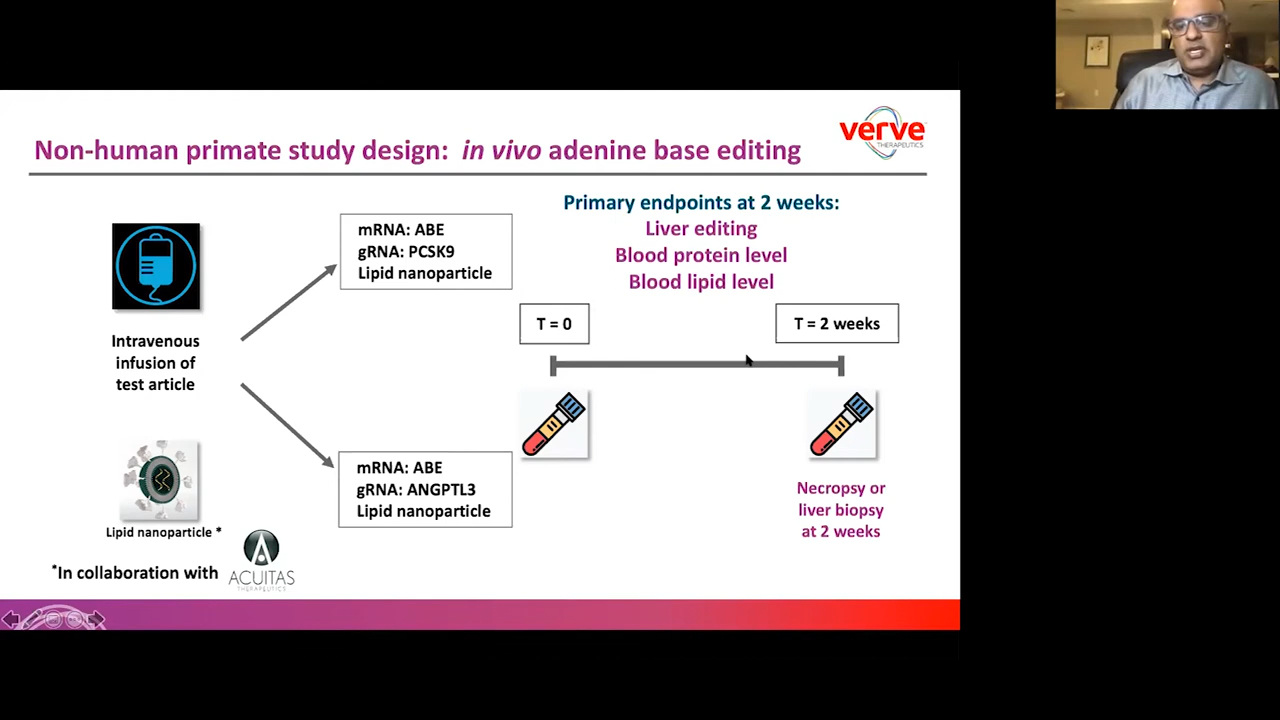 verve
THERAPEUTICS
Non-human primate study design: in vivo adenine base editing
Intravenous
infusion of
test article
Lipid nanoparticle *
*In collaboration with
ACUITAS
THERAPEUTICS
mRNA: ABE
gRNA: PCSK9
Lipid nanoparticle
mRNA: ABE
gRNA: ANGPTL3
Lipid nanoparticle
Primary endpoints at 2 weeks:
Liver editing
Blood protein level
Blood lipid level
T = 0
T = 2 weeks
Necropsy or
liver biopsy
at 2 weeks